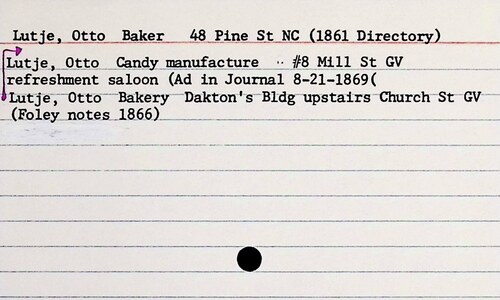 Lutje, Otto Baker 48 Pine St NC (1861 Directory)
Lutje, Otto Candy manufacture #8 Mill St GV
refreshment saloon (Ad in Journal 8-21-1869(
Lutje, Otto Bakery Dakton's Bldg upstairs Church St GV
(Foley notes 1866)